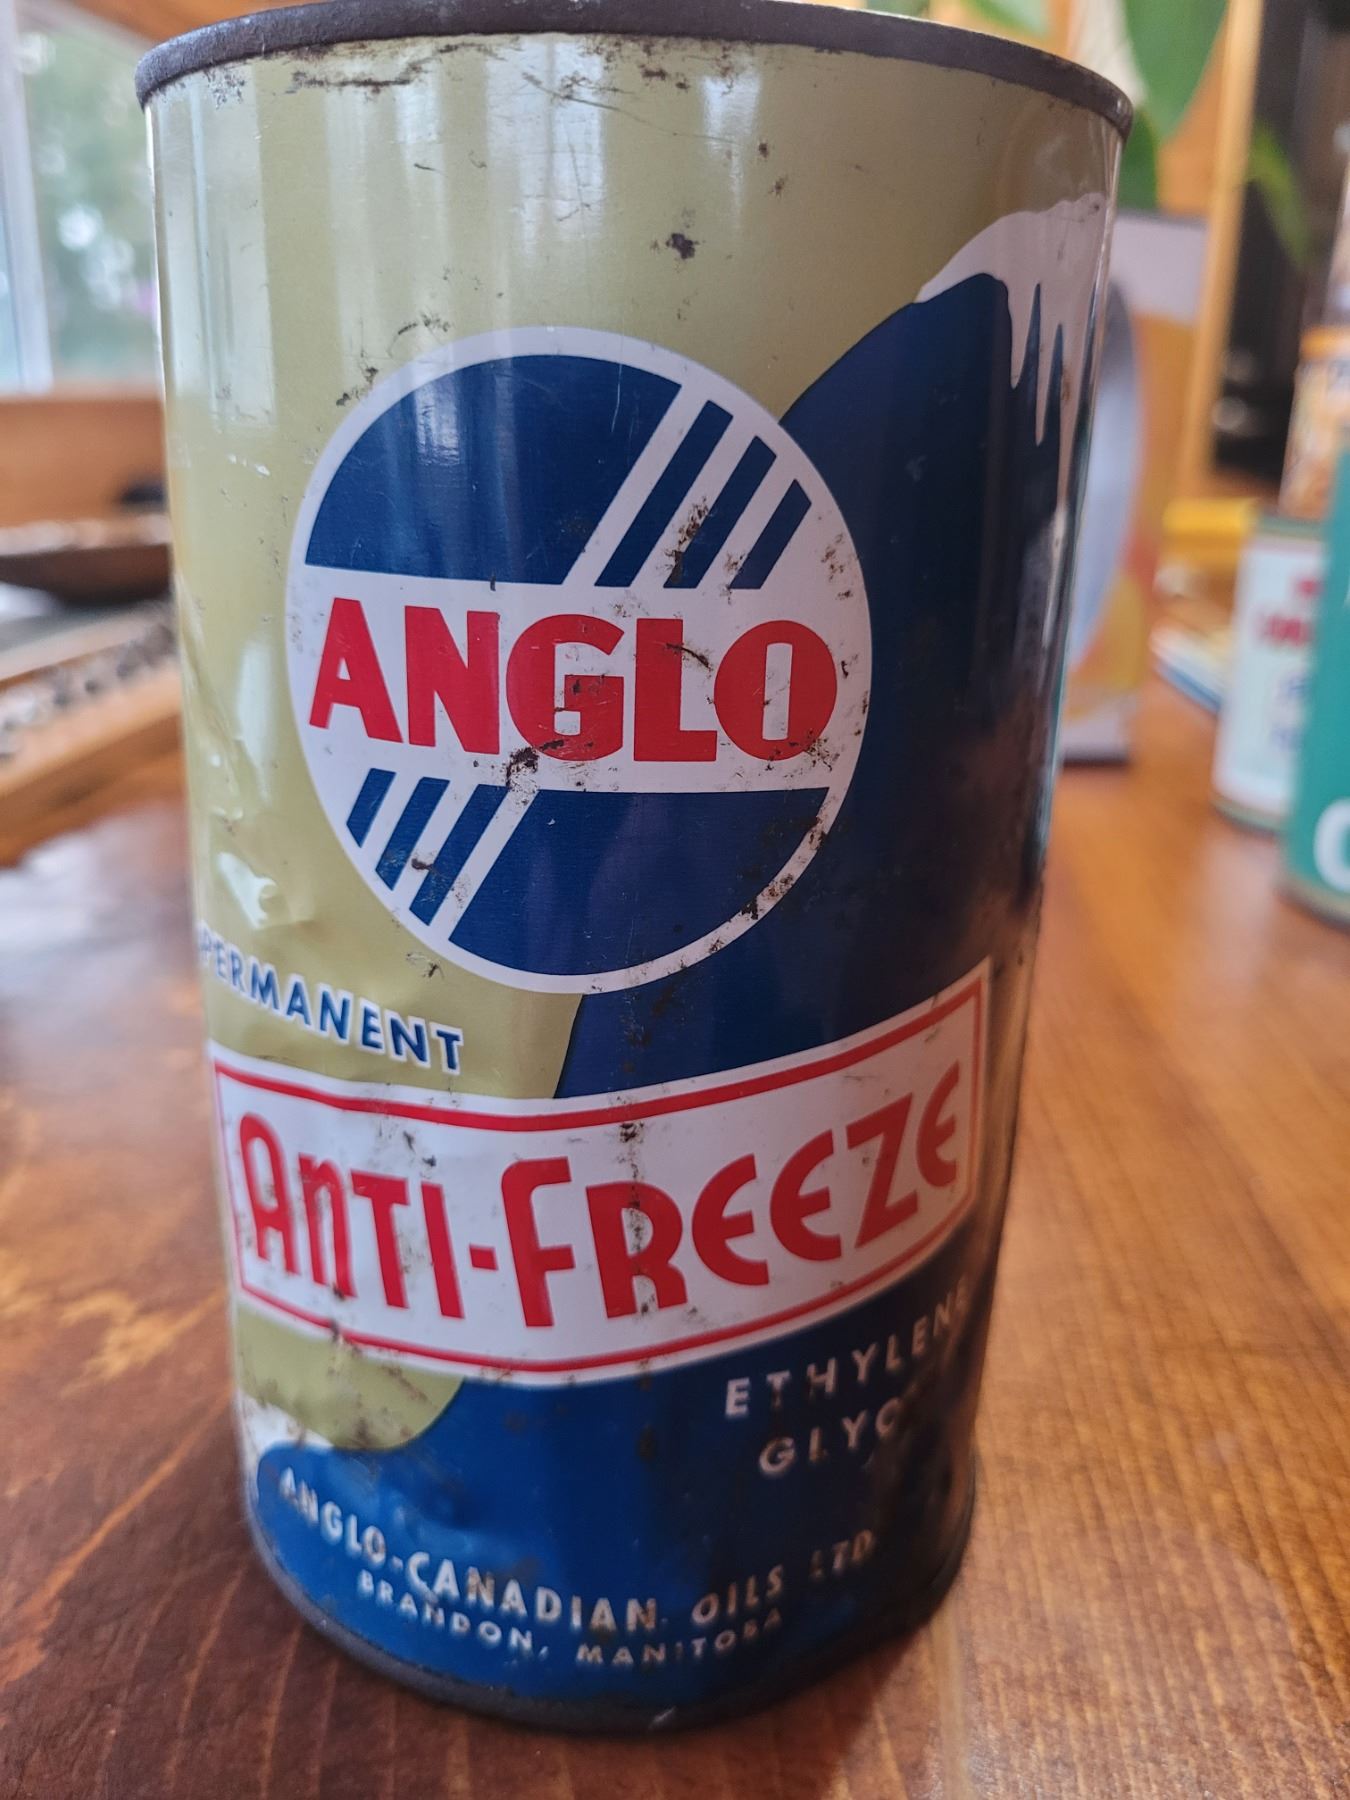 ANGLO
PERMANENT
ANTI-FREEZE
ETHYLENE
ANGLO-CANADIAN OILS LTD.
BRANDON, MANITOBA